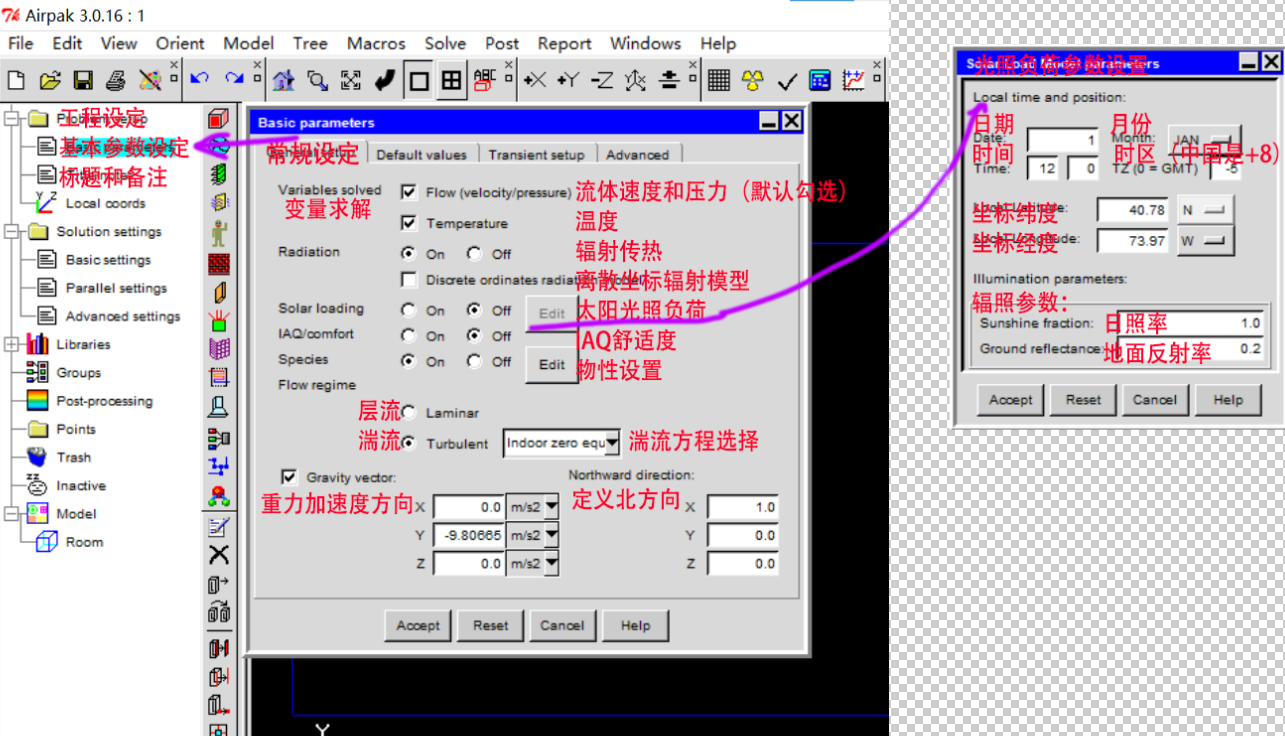 Airpak 3.0.16 : 1
File Edit View Orient Model Tree Macros Solve Post Report Windows Help
ABC
X Y Z
工程设定
基本参数设定
标题和备注
Local coords
Solution settings
Basic settings
Parallel settings
Advanced settings
Libraries
Groups
Post-processing
Points
Trash
Inactive
Model
Room
Basic parameters
常规设定 Default values Transient setup Advanced
Variables solved Flow (velocity/pressure) 流体速度和压力（默认勾选）
变量求解
Temperature 温度
Radiation On Off 辐射传热
Discrete ordinates radiation model 离散坐标辐射模型
Solar loading On Off Edit 太阳光照负荷
IAQ/comfort On Off IAQ舒适度
Species On Off Edit 物性设置
Flow regime
层流 Laminar
湍流 Turbulent Indoor zero equ 湍流方程选择
Gravity vector: Northward direction:
重力加速度方向 定义北方向
X 0.0 m/s2 X 1.0
Y -9.80665 m/s2 Y 0.0
Z 0.0 m/s2 Z 0.0
Accept Reset Cancel Help
Y
Solar Load Model Parameters
光照负荷参数设置
Local time and position:
日期 月份
Date: 1 Month: JAN
时间 时区（中国是+8）
Time: 12 0 TZ (0 = GMT) -5
坐标纬度 40.78 N
坐标经度 73.97 W
Illumination parameters:
辐照参数：
Sunshine fraction: 日照率 1.0
Ground reflectance: 地面反射率 0.2
Accept Reset Cancel Help